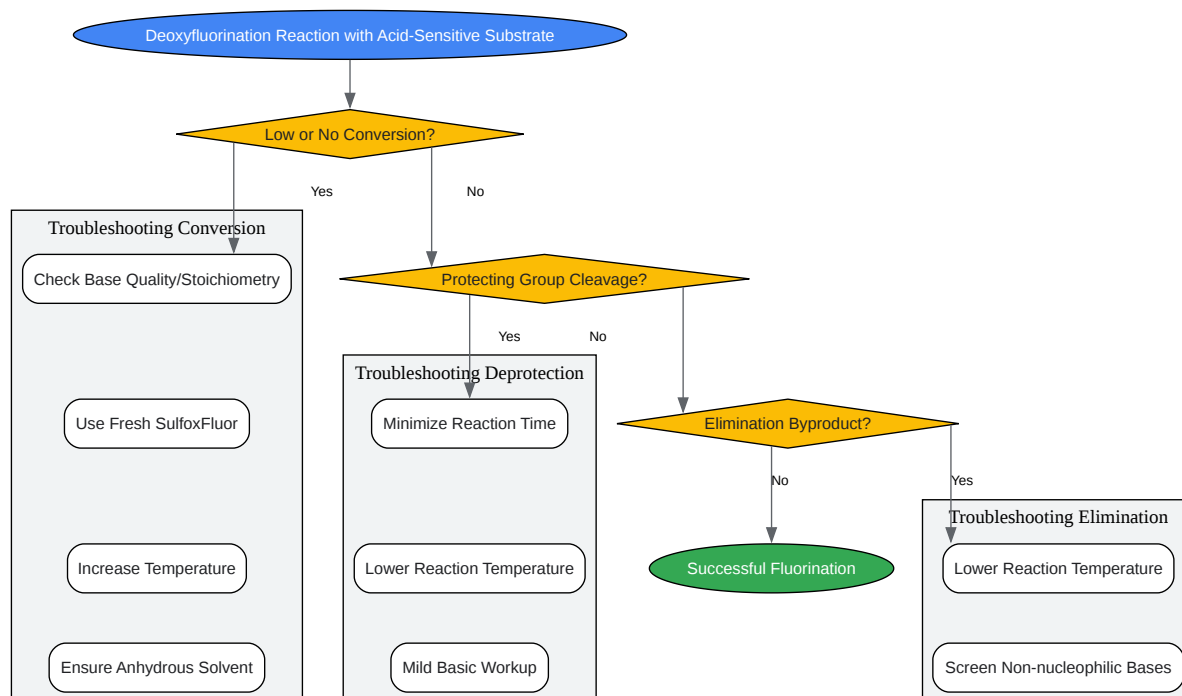 Deoxyfluorination Reaction with Acid-Sensitive Substrate
Low or No Conversion?
Yes
No
Troubleshooting Conversion
Check Base Quality/Stoichiometry
Use Fresh SulfoxFluor
Increase Temperature
Ensure Anhydrous Solvent
Protecting Group Cleavage?
Yes
No
Troubleshooting Deprotection
Minimize Reaction Time
Lower Reaction Temperature
Mild Basic Workup
Elimination Byproduct?
No
Yes
Successful Fluorination
Troubleshooting Elimination
Lower Reaction Temperature
Screen Non-nucleophilic Bases